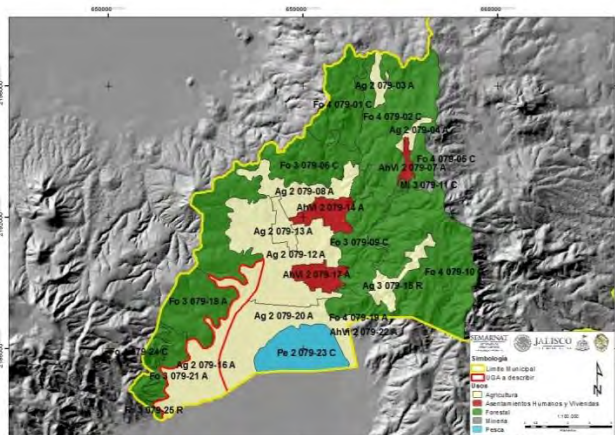 650000
660000
Ag 2 079-03 A
Fo 4 079-01 C
Fo 4 079-02 C
Ag 2 079-04 A
Fo 4 079-05 C
Fo 3 079-06 C
AhVi 2 079-07 A
Mi 3 079-11 C
Ag 2 079-08 A
AhVi 2 079-14 A
Ag 2 079-13 A
Fo 3 079-09 C
Ag 2 079-12 A
AhVi 2 079-17 A
Fo 4 079-10
Fo 3 079-18 A
Ag 3 079-15 R
Ag 2 079-20 A
Fo 4 079-19 A
AhVi 2 079-22 A
Pe 2 079-23 C
Ag 2 079-16 A
Fo 3 079-21 A
Fo 3 079-25 R
SEMARNAT
JALISCO
Simbología
Limite Municipal
UGA a describir
Usos
Agricultura
Asentamientos Humanos y Viviendas
Forestal
Mineria
Pesca